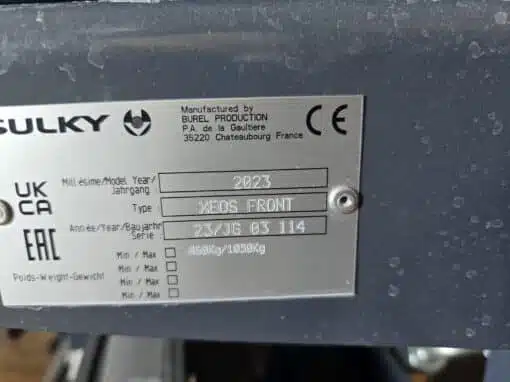 SULKY
Manufactured by
BUREL PRODUCTION
P.A. de la Gaultiere
35220 Chateaubourg France
CE
UK
CA
EAC
Millésime/Model Year/
Jahrgang
2023
Type
XEOS FRONT
Année/Year/Baujahr
Série
23/JG 03 114
Min / Max
460Kg/1050Kg
Min / Max
Poids-Weight-Gewicht
Min / Max
Min / Max